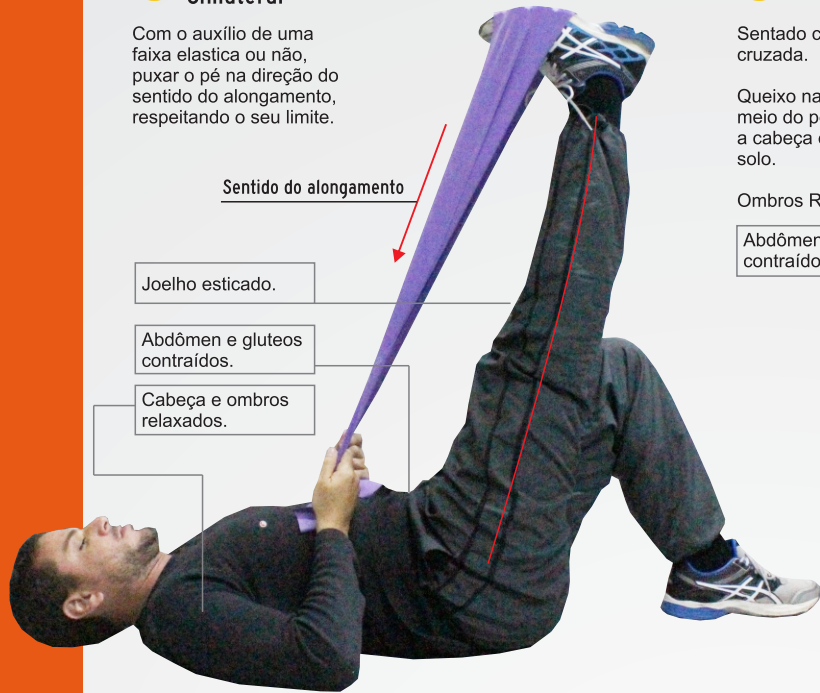 Unilateral
Com o auxílio de uma
faixa elastica ou não,
puxar o pé na direção do
sentido do alongamento,
respeitando o seu limite.
Sentido do alongamento
Joelho esticado.
Abdômen e gluteos
contraídos.
Cabeça e ombros
relaxados.
Sentado c
cruzada.
Queixo na
meio do p
a cabeça
solo.
Ombros R
Abdômen
contraído